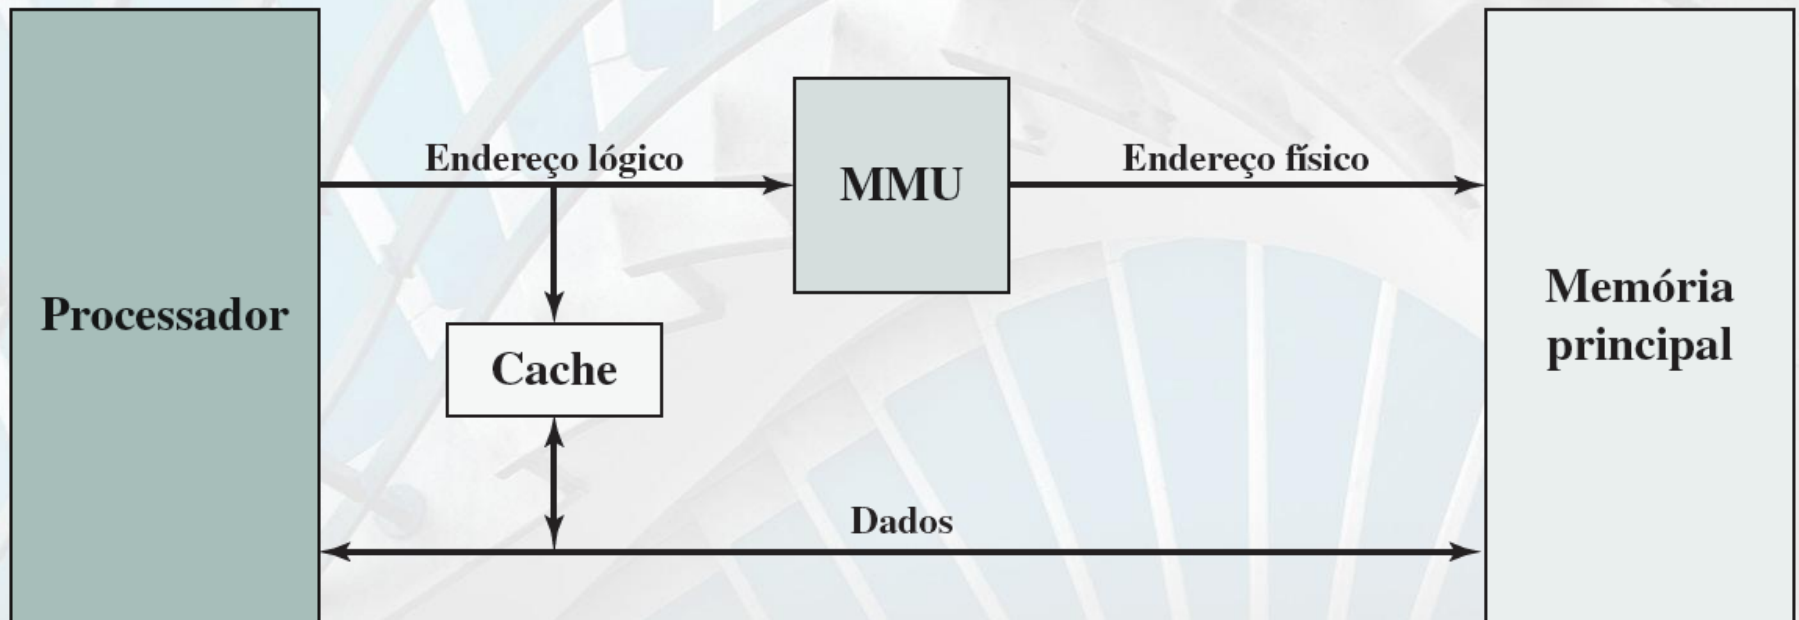 Endereço lógico
MMU
Endereço físico
Processador
Cache
Memória
principal
Dados